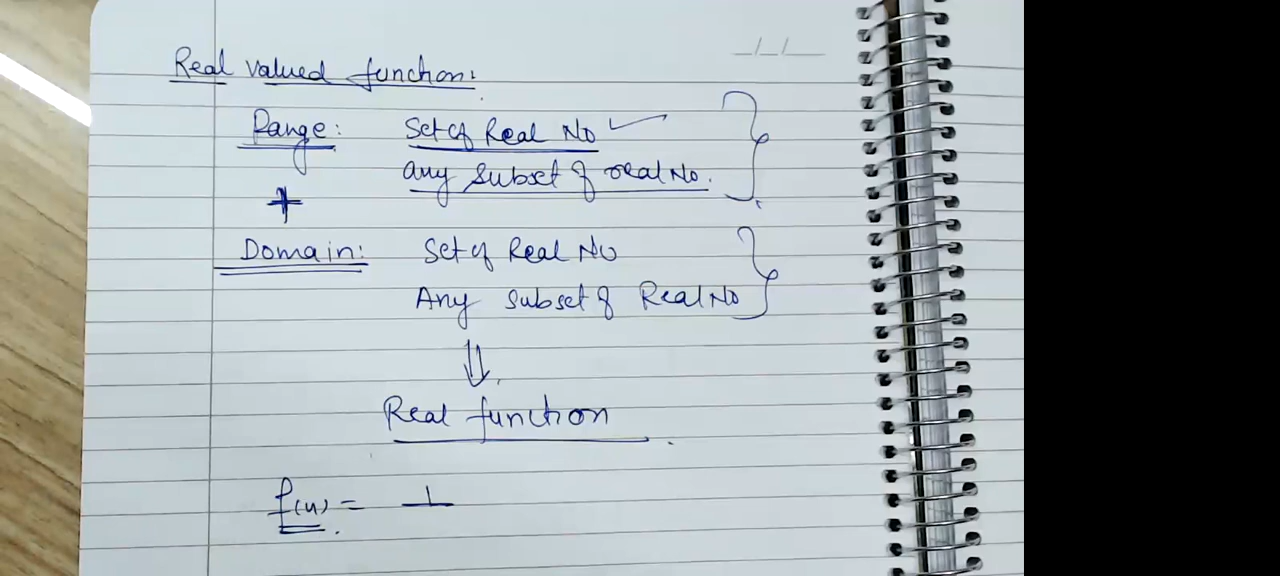 Real valued function:
Range: Set of Real No
any subset of real No.
+
Domain: Set of Real No
Any subset of Real No
⇓
Real function
f(x) = 1